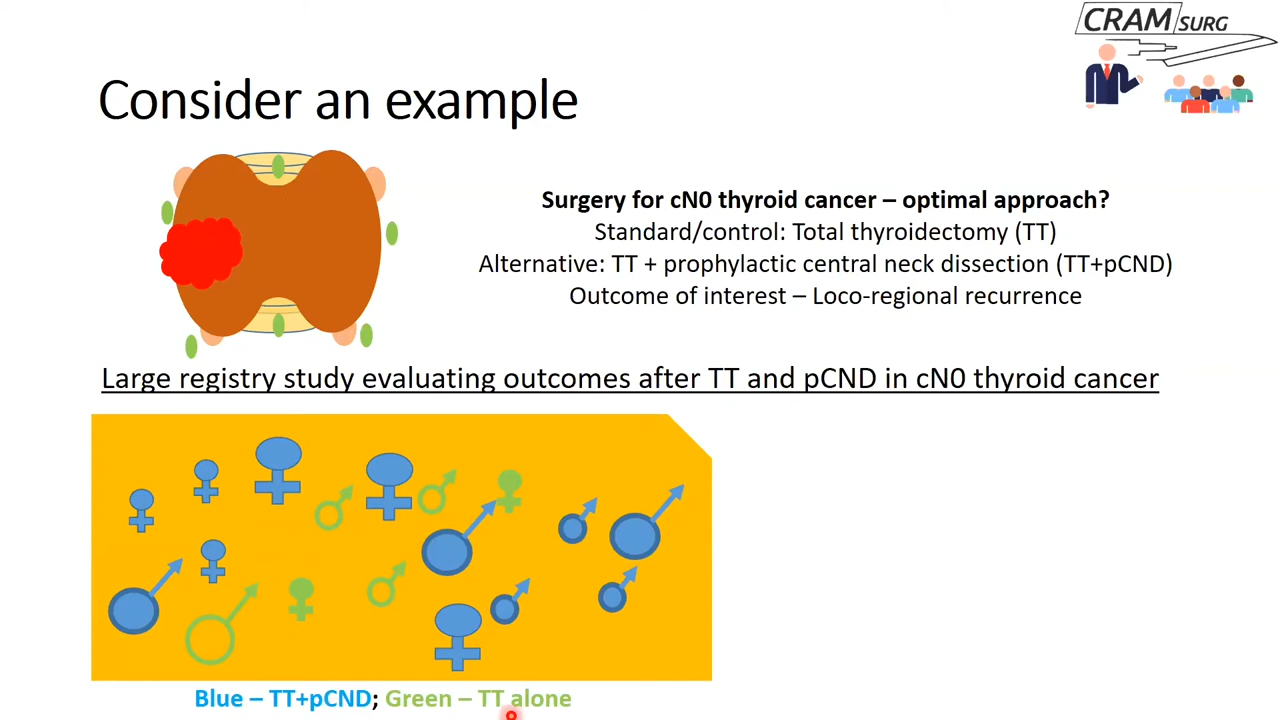 CRAM SURG
Consider an example
Surgery for cN0 thyroid cancer – optimal approach?
Standard/control: Total thyroidectomy (TT)
Alternative: TT + prophylactic central neck dissection (TT+pCND)
Outcome of interest – Loco-regional recurrence
Large registry study evaluating outcomes after TT and pCND in cN0 thyroid cancer
Blue – TT+pCND; Green – TT alone